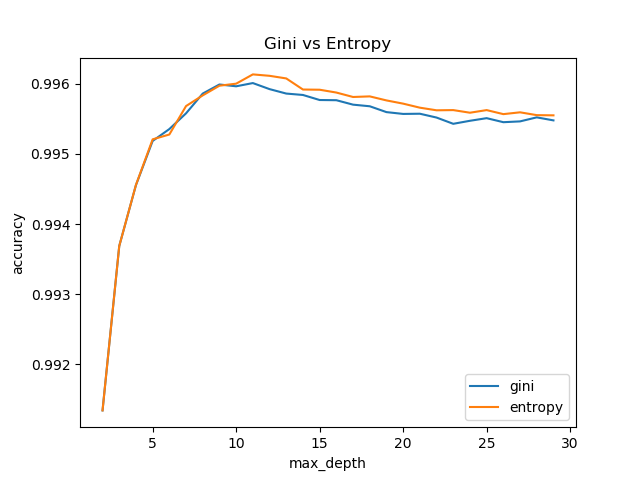 Gini vs Entropy
accuracy
0.996
0.995
0.994
0.993
0.992
5 10 15 20 25 30
max_depth
gini
entropy